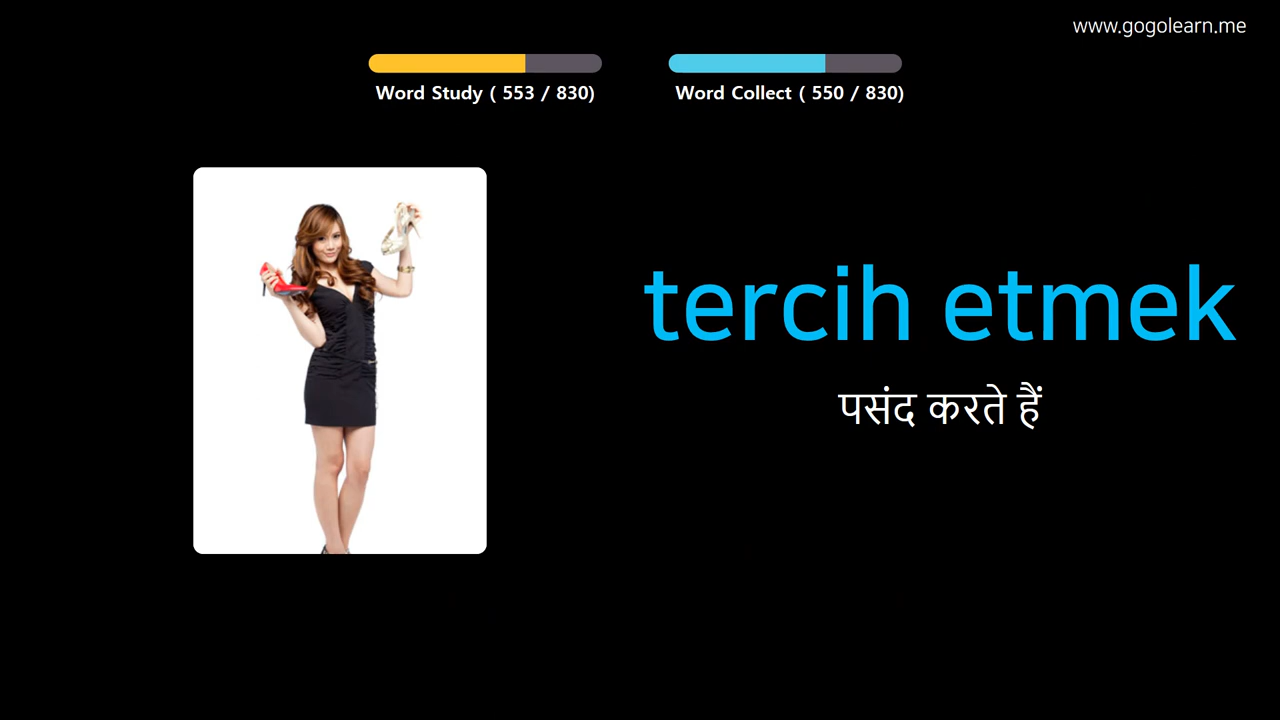 www.gogolearn.me
Word Study ( 553 / 830)
Word Collect ( 550 / 830)
tercih etmek
पसंद करते हैं